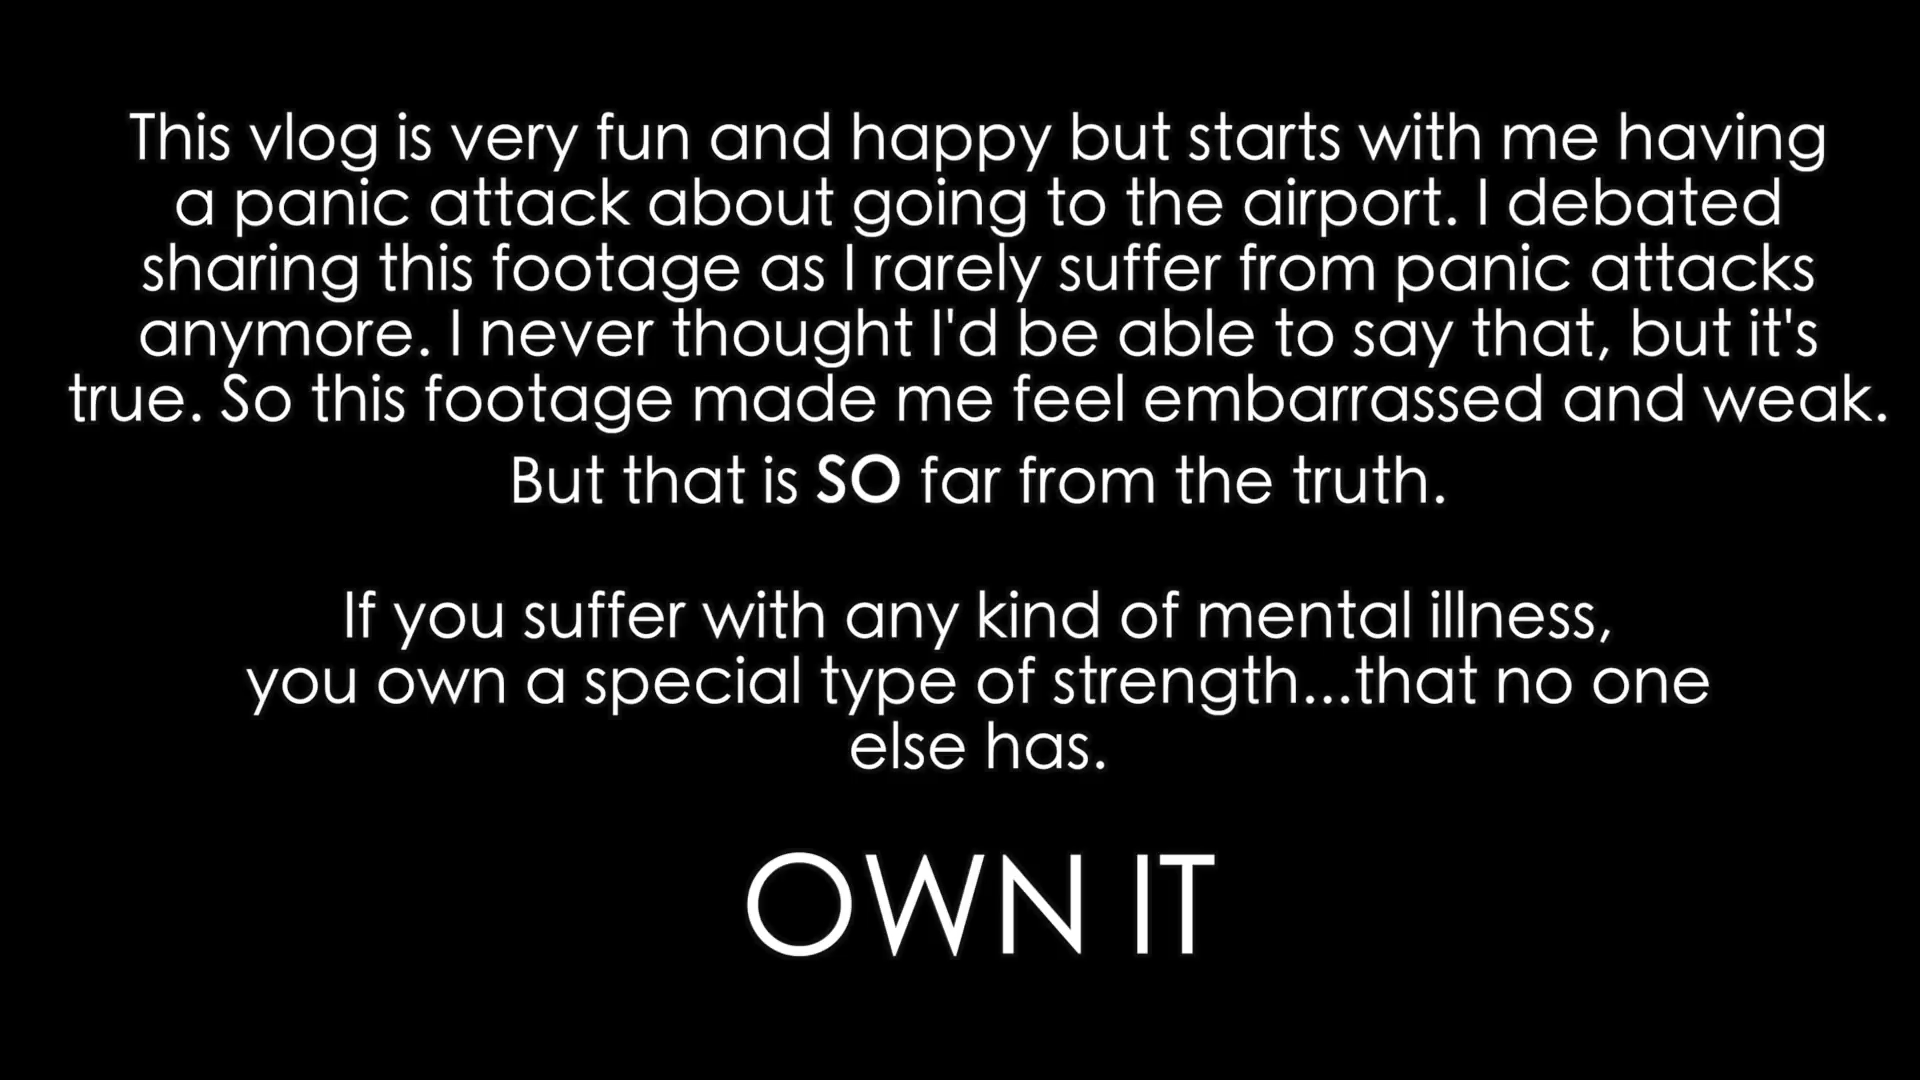 This vlog is very fun and happy but starts with me having
a panic attack about going to the airport. I debated
sharing this footage as I rarely suffer from panic attacks
anymore. I never thought I'd be able to say that, but it's
true. So this footage made me feel embarrassed and weak.
But that is SO far from the truth.
If you suffer with any kind of mental illness,
you own a special type of strength...that no one
else has.
OWN IT